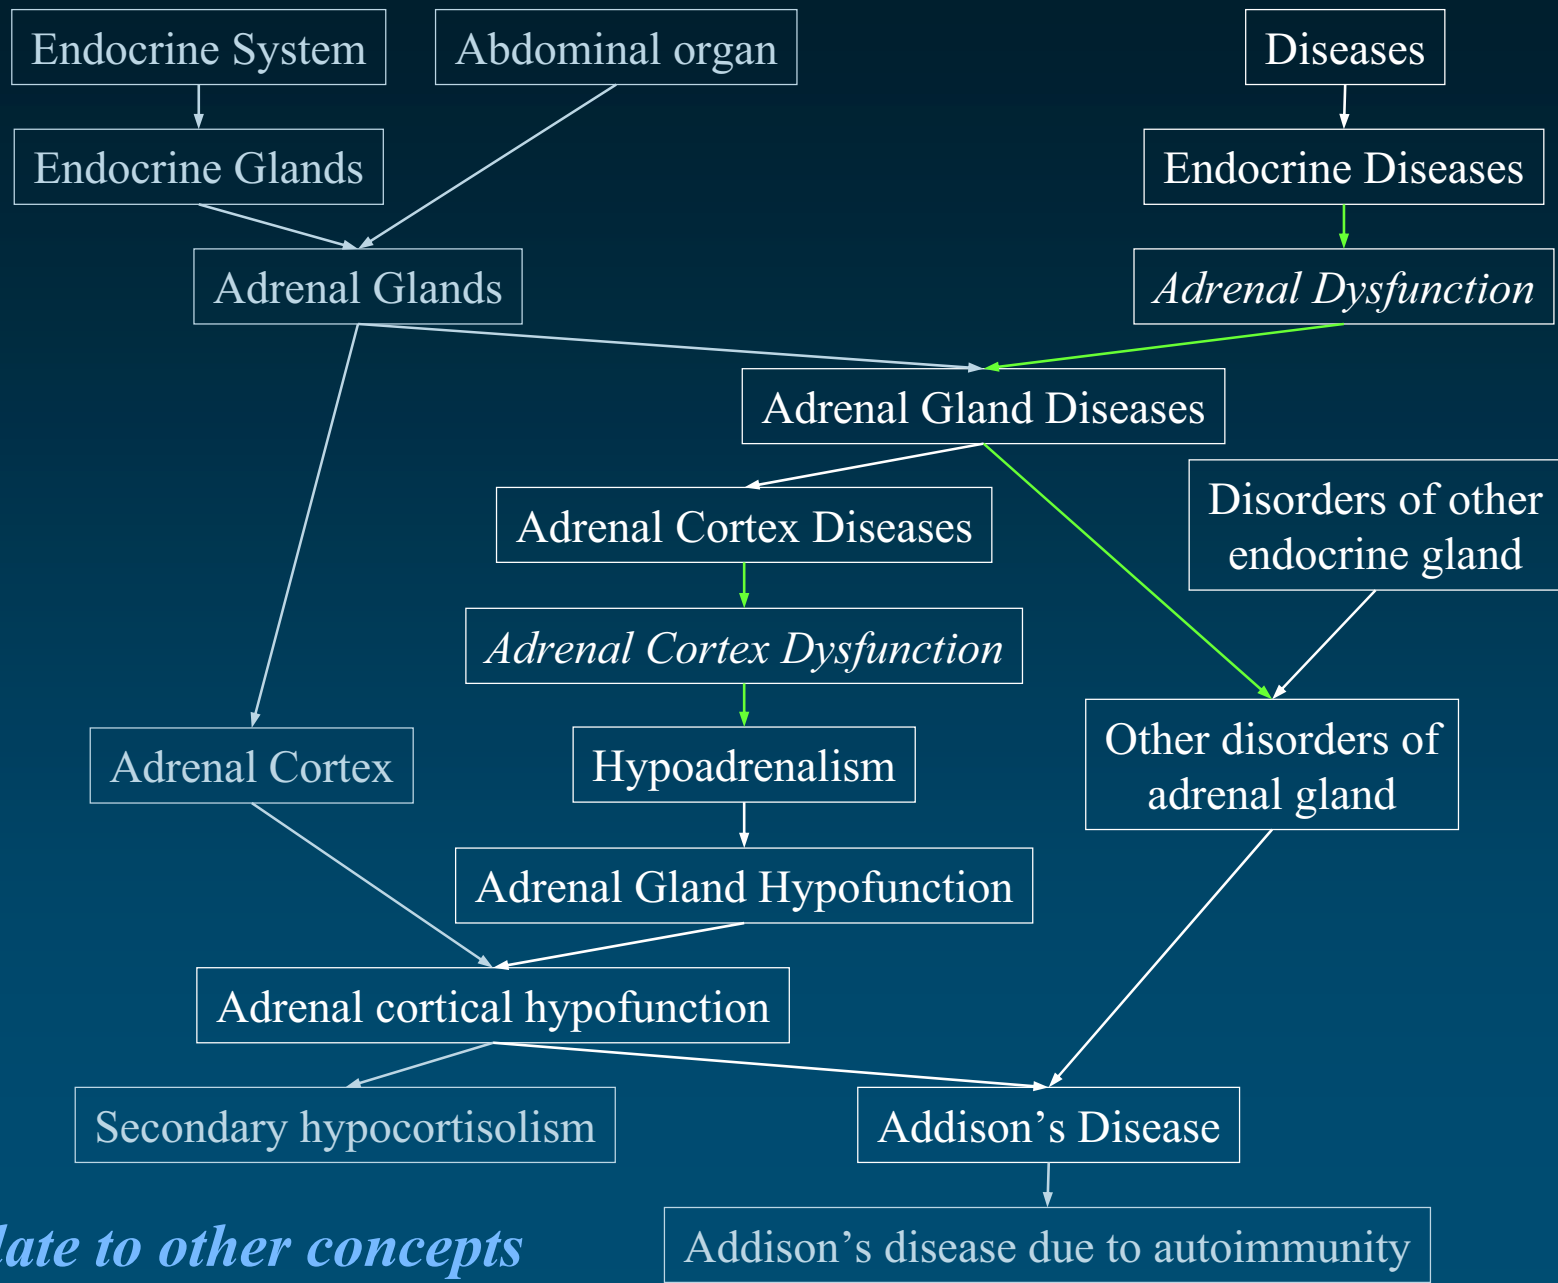 Endocrine System
Abdominal organ
Diseases
Endocrine Glands
Endocrine Diseases
Adrenal Glands
Adrenal Dysfunction
Adrenal Gland Diseases
Disorders of other
endocrine gland
Adrenal Cortex Diseases
Adrenal Cortex Dysfunction
Adrenal Cortex
Hypoadrenalism
Other disorders of
adrenal gland
Adrenal Gland Hypofunction
Adrenal cortical hypofunction
Secondary hypocortisolism
Addison’s Disease
Addison’s disease due to autoimmunity
to other concepts